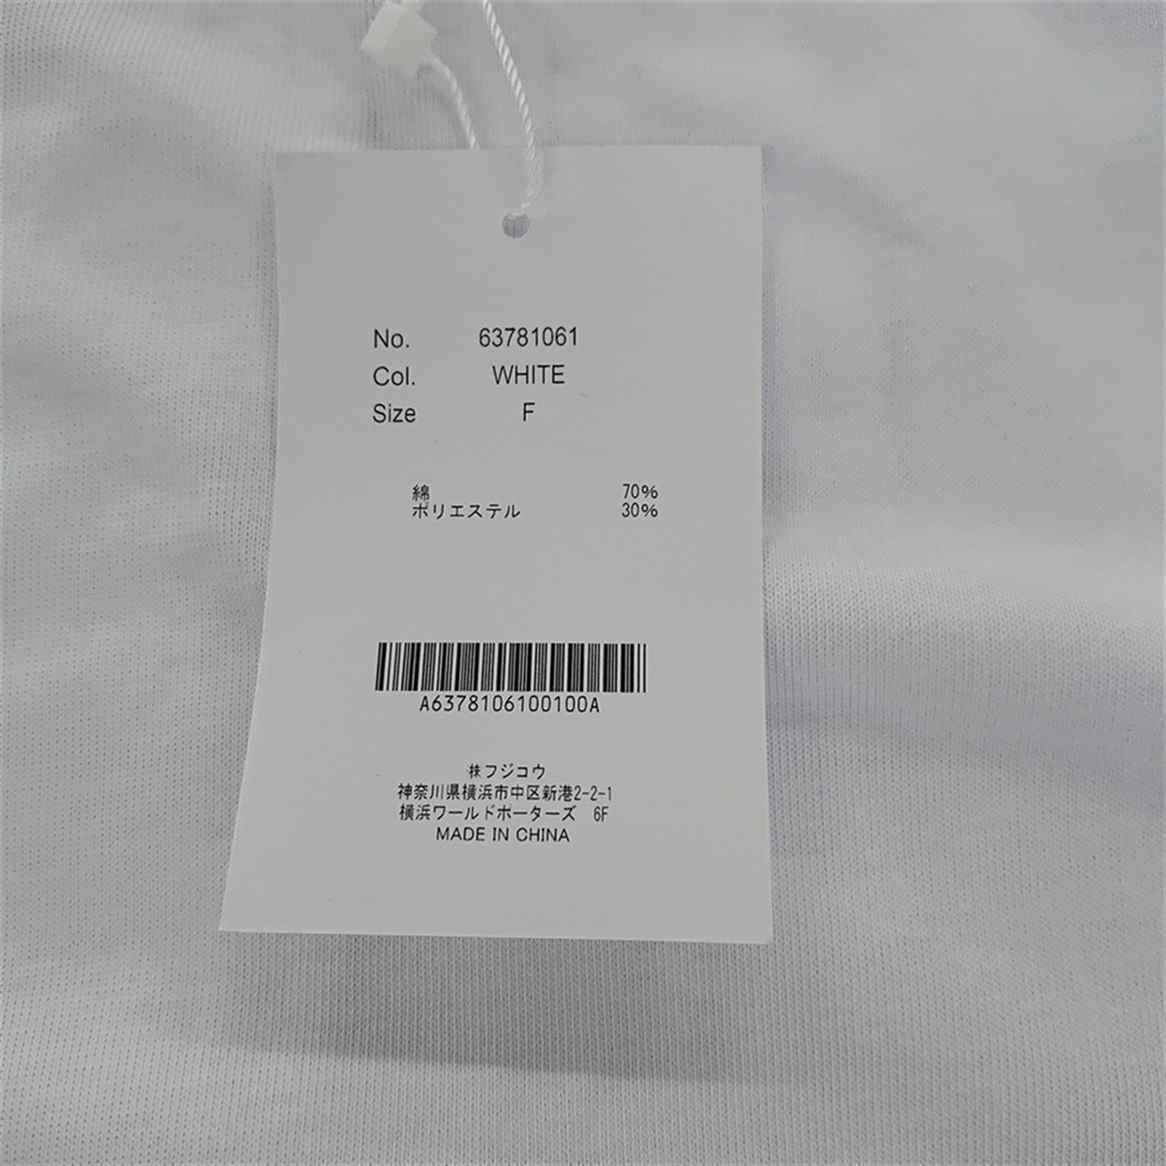 No. 63781061
Col. WHITE
Size F
綿 70%
ポリエステル 30%
A6378106100100A
㈱フジコウ
神奈川県横浜市中区新港2-2-1
横浜ワールドポーターズ 6F
MADE IN CHINA